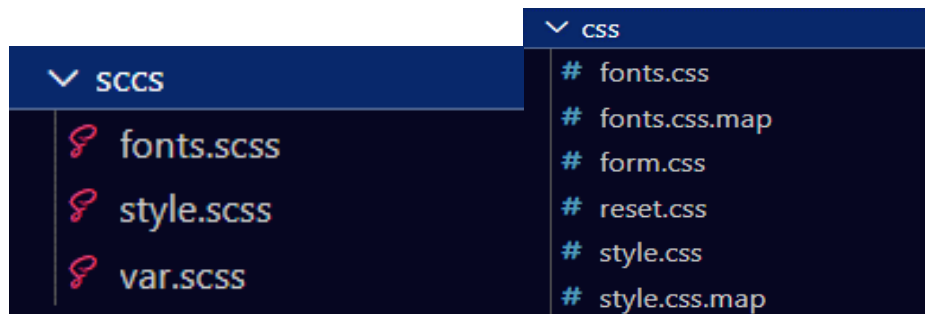 sccs
fonts.scss
style.scss
var.scss
css
# fonts.css
# fonts.css.map
# form.css
# reset.css
# style.css
# style.css.map